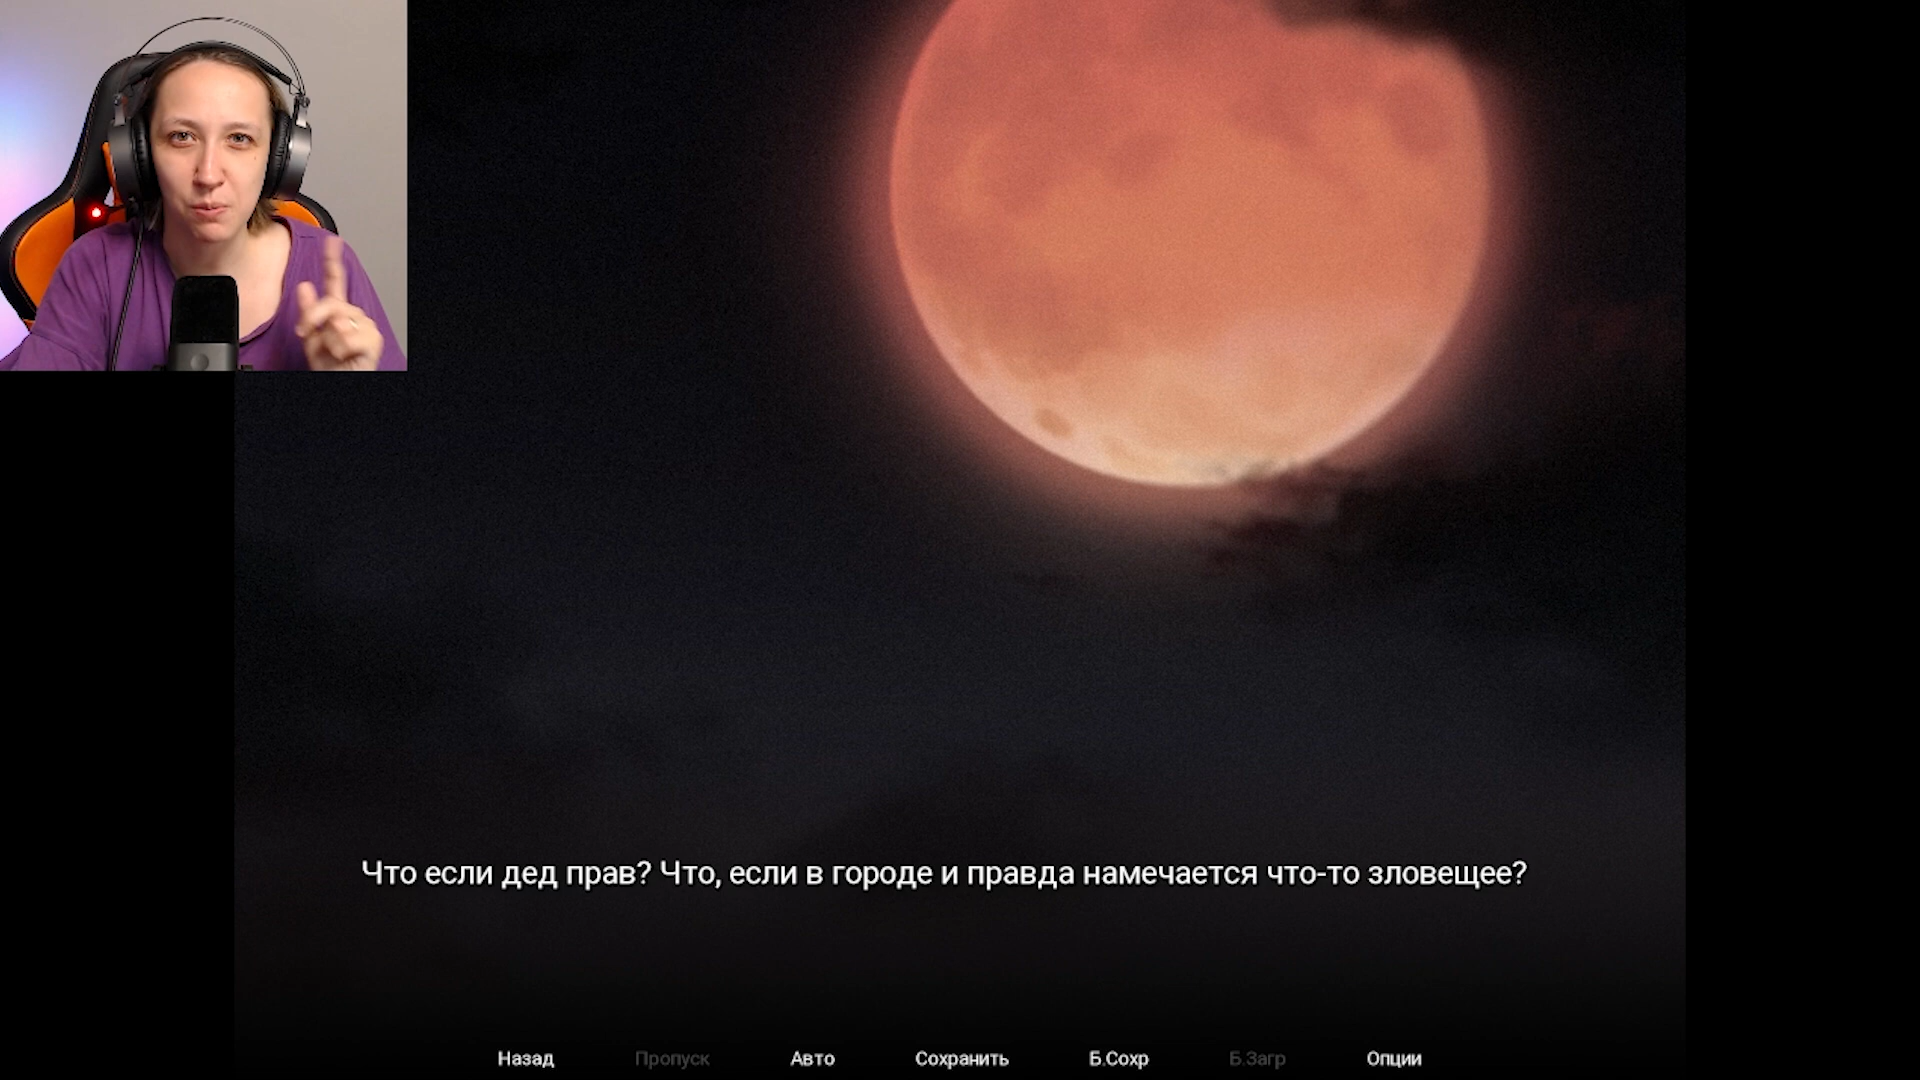 Что если дед прав? Что, если в городе и правда намечается что-то зловещее?
Назад Пропуск Авто Сохранить Б.Сохр Б.Загр Опции